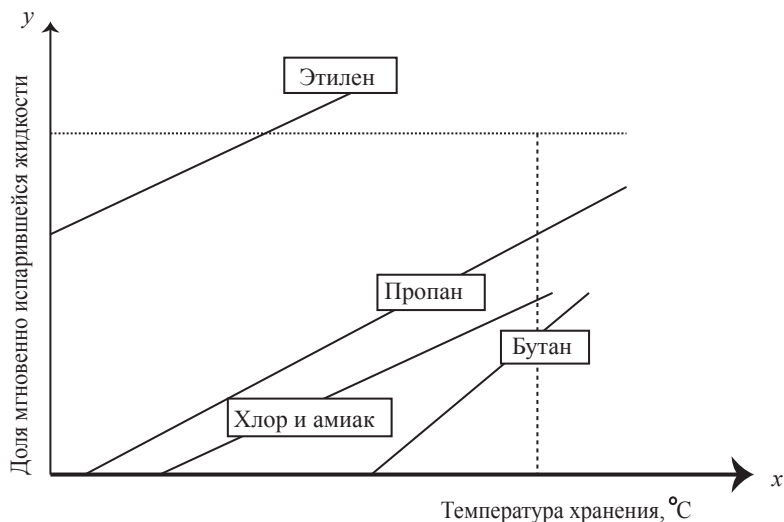 y
Этилен
Доля мгновенно испарившейся жидкости
Пропан
Бутан
Хлор и амиак
x
Температура хранения, °C